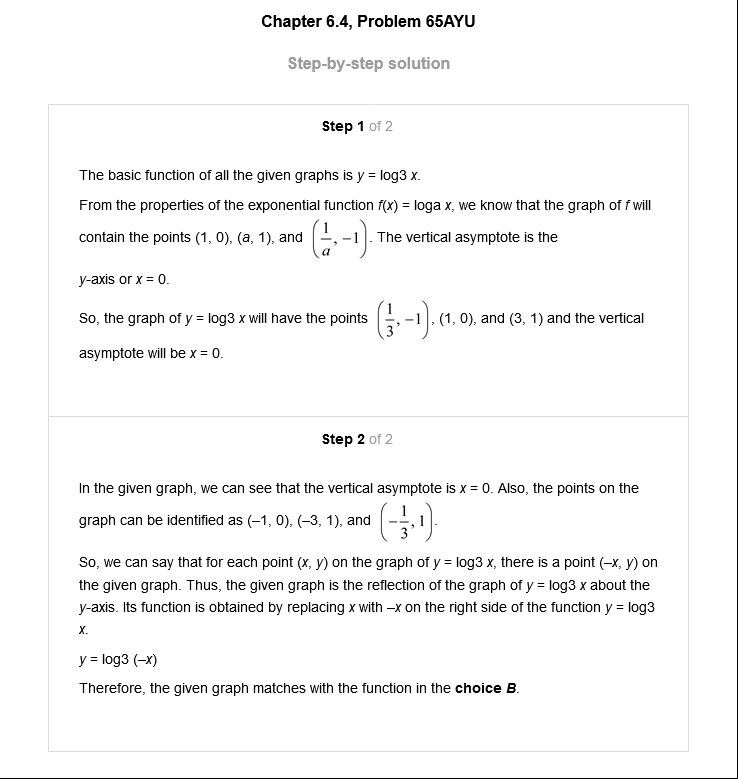 Chapter 6.4, Problem 65AYU
Step-by-step solution
Step 1 of 2
The basic function of all the given graphs is y = log3 x.
From the properties of the exponential function f(x) = loga x, we know that the graph of f will
contain the points (1, 0), (a, 1), and (1/a, −1). The vertical asymptote is the
y-axis or x = 0.
So, the graph of y = log3 x will have the points (1/3, −1), (1, 0), and (3, 1) and the vertical
asymptote will be x = 0.
Step 2 of 2
In the given graph, we can see that the vertical asymptote is x = 0. Also, the points on the
graph can be identified as (–1, 0), (–3, 1), and (−1/3, 1).
So, we can say that for each point (x, y) on the graph of y = log3 x, there is a point (–x, y) on
the given graph. Thus, the given graph is the reflection of the graph of y = log3 x about the
y-axis. Its function is obtained by replacing x with –x on the right side of the function y = log3
x.
y = log3 (–x)
Therefore, the given graph matches with the function in the choice B.